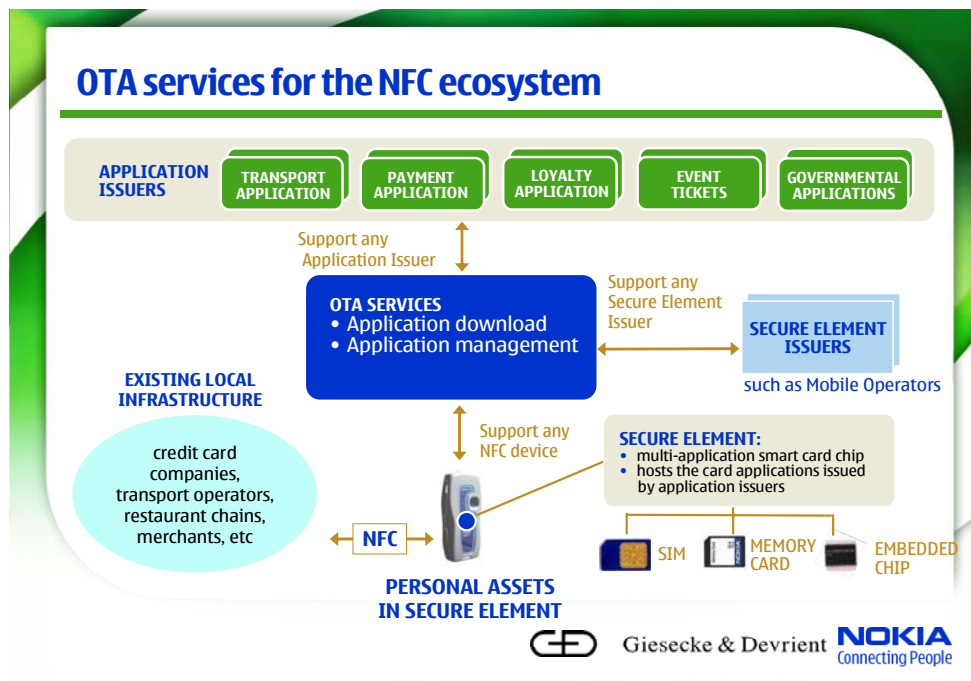 OTA services for the NFC ecosystem
APPLICATION
ISSUERS
TRANSPORT
APPLICATION
PAYMENT
APPLICATION
LOYALTY
APPLICATION
EVENT
TICKETS
GOVERNMENTAL
APPLICATIONS
Support any
Application Issuer
OTA SERVICES
• Application download
• Application management
Support any
Secure Element
Issuer
SECURE ELEMENT
ISSUERS
such as Mobile Operators
EXISTING LOCAL
INFRASTRUCTURE
credit card
companies,
transport operators,
restaurant chains,
merchants, etc
Support any
NFC device
NFC
PERSONAL ASSETS
IN SECURE ELEMENT
SECURE ELEMENT:
• multi-application smart card chip
• hosts the card applications issued
by application issuers
SIM
NOKIA
MEMORY
CARD
EMBEDDED
CHIP
Giesecke & Devrient
NOKIA
Connecting People